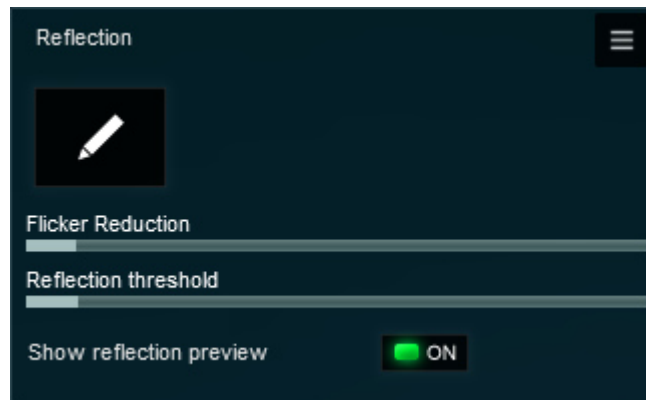 Reflection
Flicker Reduction
Reflection threshold
Show reflection preview ON